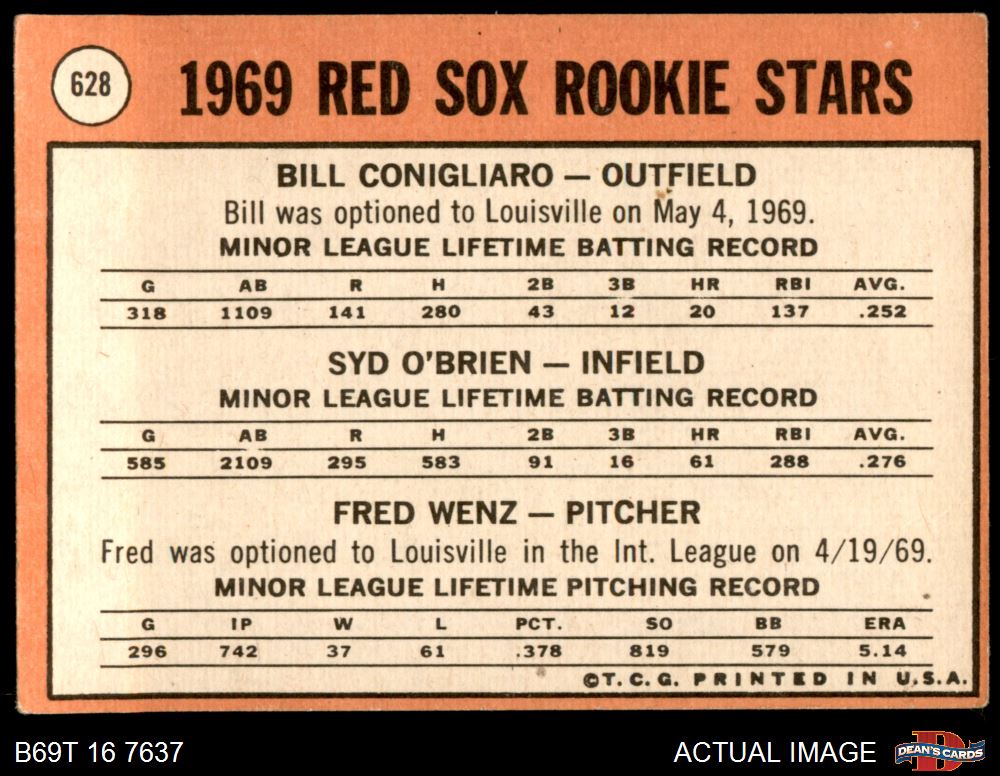 628
1969 RED SOX ROOKIE STARS
BILL CONIGLIARO — OUTFIELD
Bill was optioned to Louisville on May 4, 1969.
MINOR LEAGUE LIFETIME BATTING RECORD
G AB R H 2B 3B HR RBI AVG.
318 1109 141 280 43 12 20 137 .252
SYD O'BRIEN — INFIELD
MINOR LEAGUE LIFETIME BATTING RECORD
G AB R H 2B 3B HR RBI AVG.
585 2109 295 583 91 16 61 288 .276
FRED WENZ — PITCHER
Fred was optioned to Louisville in the Int. League on 4/19/69.
MINOR LEAGUE LIFETIME PITCHING RECORD
G IP W L PCT. SO BB ERA
296 742 37 61 .378 819 579 5.14
©T.C.G. PRINTED IN U.S.A.
B69T 16 7637
ACTUAL IMAGE
D
DEAN'S CARDS